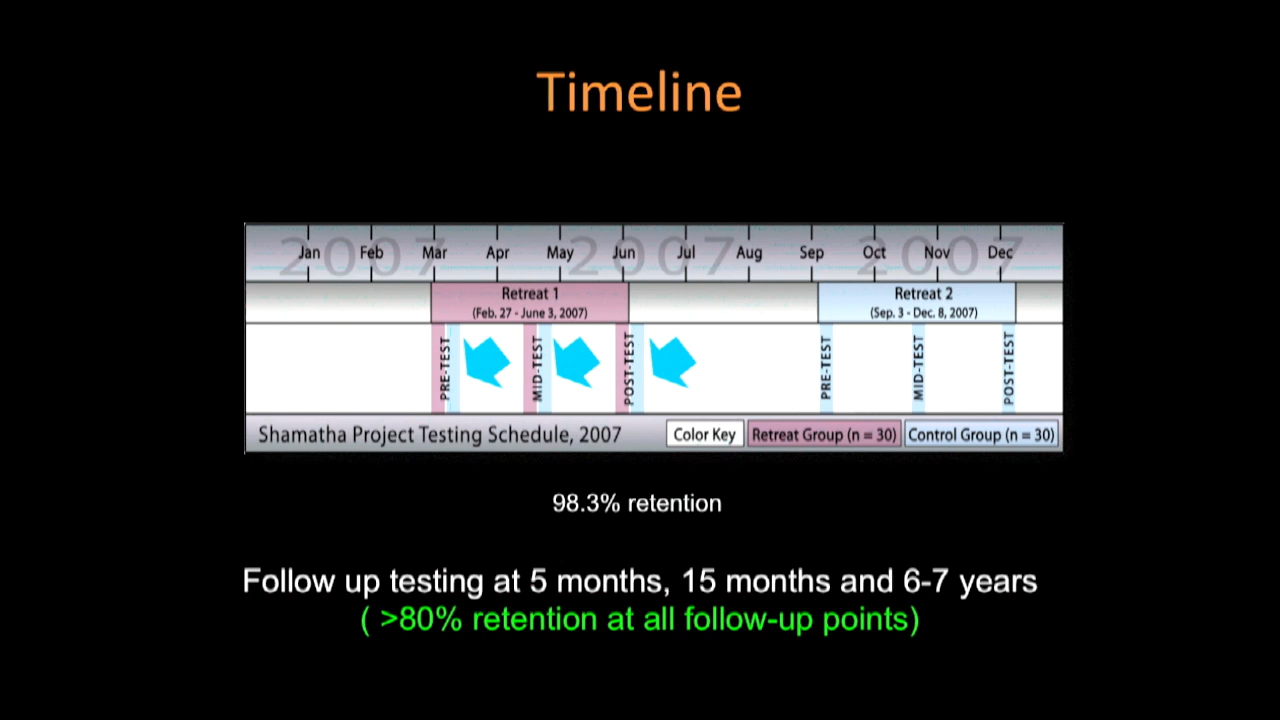 Timeline
2007 2007 2007
Jan Feb Mar Apr May Jun Jul Aug Sep Oct Nov Dec
Retreat 1
(Feb. 27 - June 3, 2007)
Retreat 2
(Sep. 3 - Dec. 8, 2007)
PRE-TEST
MID-TEST
POST-TEST
PRE-TEST
MID-TEST
POST-TEST
Shamatha Project Testing Schedule, 2007
Color Key
Retreat Group (n = 30)
Control Group (n = 30)
98.3% retention
Follow up testing at 5 months, 15 months and 6-7 years
( >80% retention at all follow-up points)